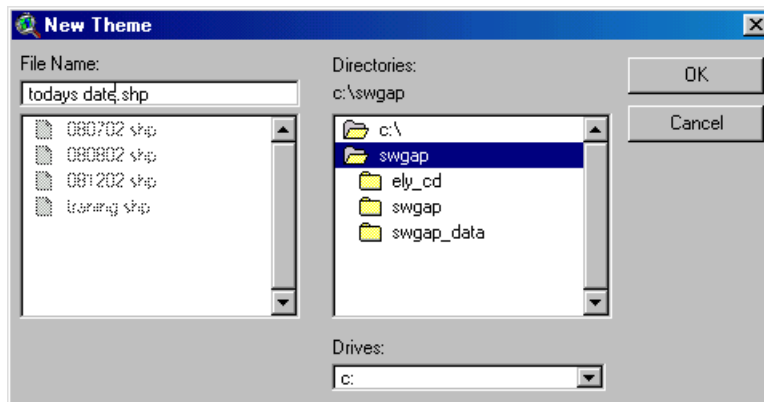 New Theme
File Name:
todays date.shp
080702.shp
080802.shp
081202.shp
traning.shp
Directories:
c:\swgap
c:\
swgap
ely_cd
swgap
swgap_data
Drives:
c:
OK
Cancel